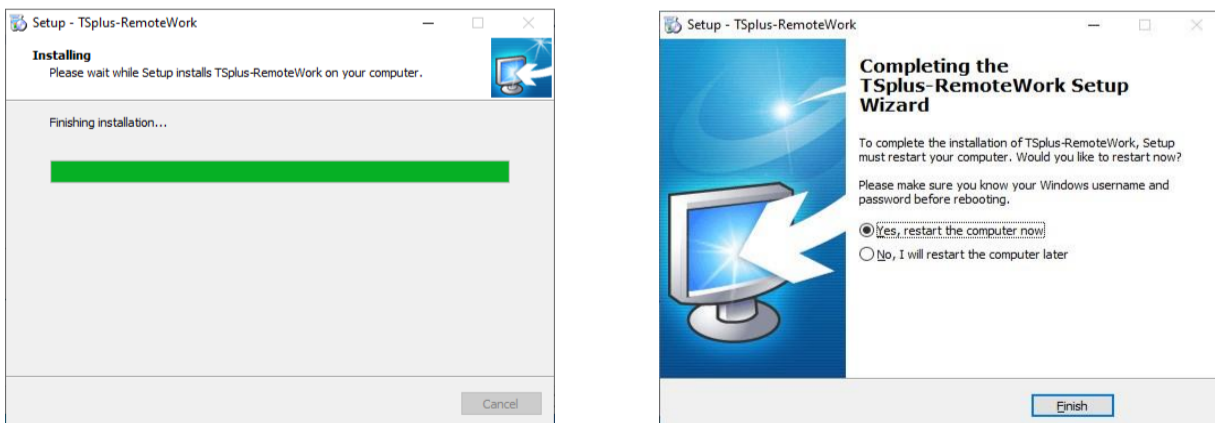 Setup - TSplus-RemoteWork
Installing
Please wait while Setup installs TSplus-RemoteWork on your computer.
Finishing installation...
Cancel
Setup - TSplus-RemoteWork
Completing the
TSplus-RemoteWork Setup
Wizard
To complete the installation of TSplus-RemoteWork, Setup
must restart your computer. Would you like to restart now?
Please make sure you know your Windows username and
password before rebooting.
Yes, restart the computer now
No, I will restart the computer later
Finish